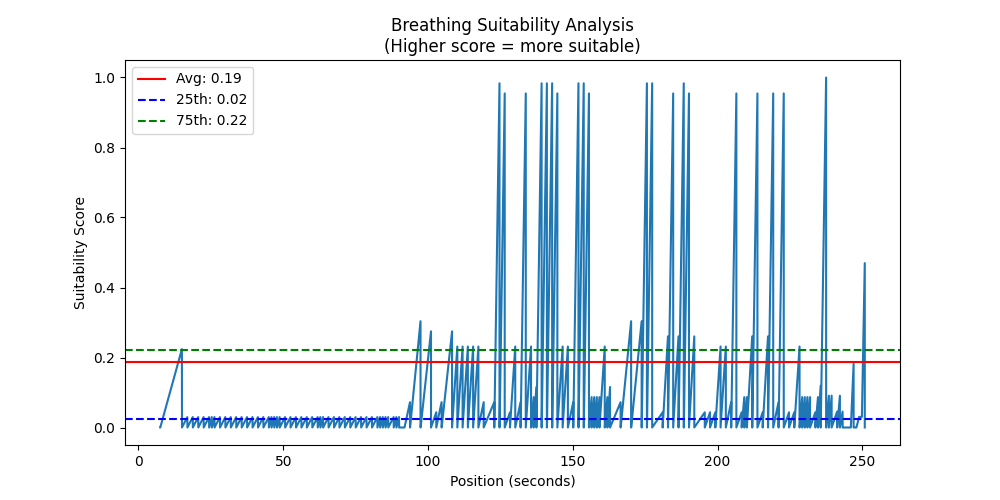 Breathing Suitability Analysis
(Higher score = more suitable)
Avg: 0.19
25th: 0.02
75th: 0.22
Suitability Score
1.0
0.8
0.6
0.4
0.2
0.0
0 50 100 150 200 250
Position (seconds)